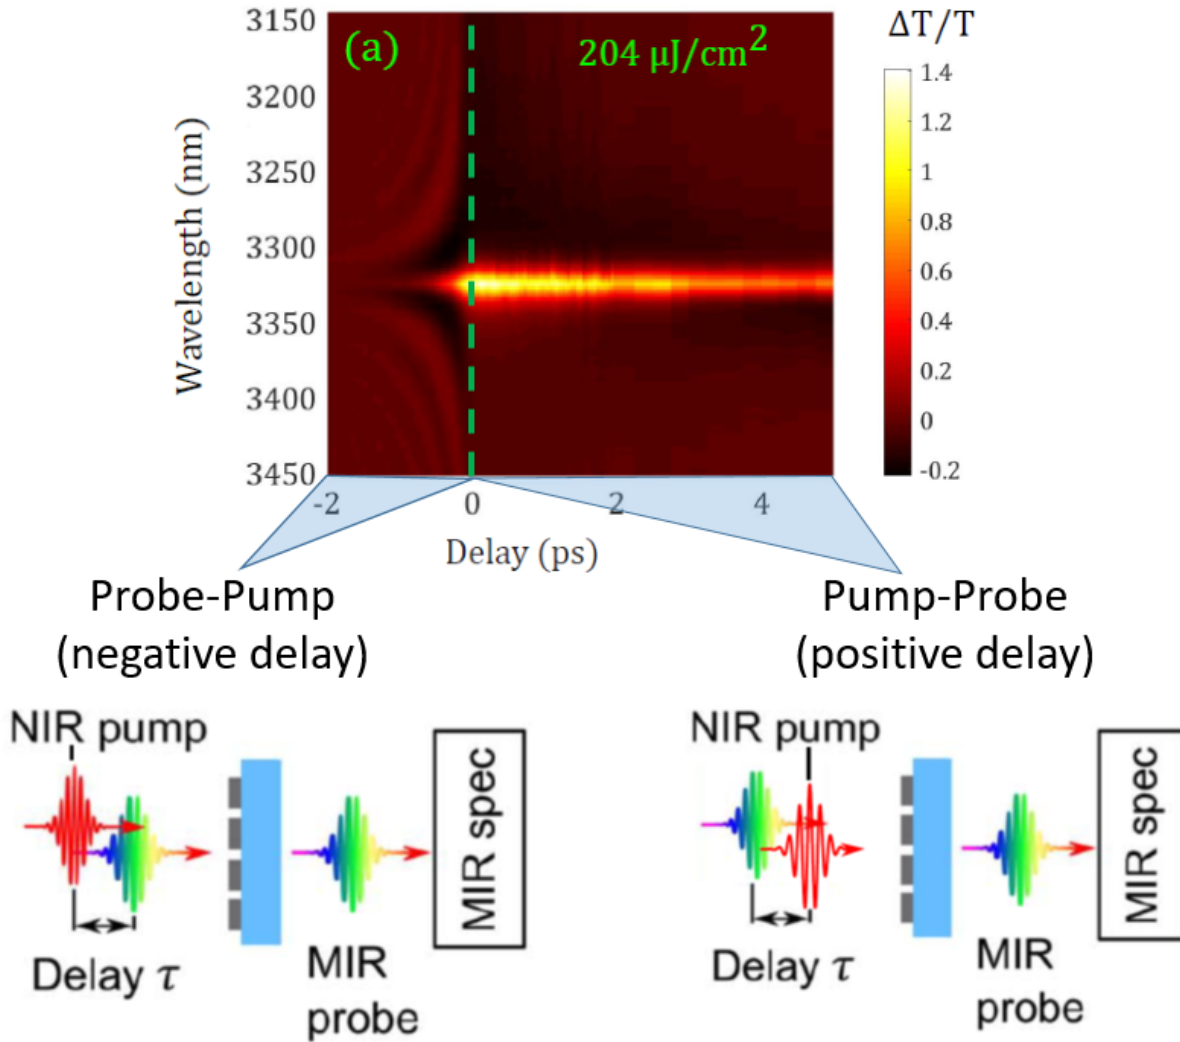 ΔT/T
(a)
204 μJ/cm²
Wavelength (nm)
3150
3200
3250
3300
3350
3400
3450
1.4
1.2
1
0.8
0.6
0.4
0.2
0
-0.2
-2
0
2
4
Delay (ps)
Probe-Pump
(negative delay)
Pump-Probe
(positive delay)
NIR pump
Delay τ
MIR
probe
MIR spec
NIR pump
Delay τ
MIR
probe
MIR spec